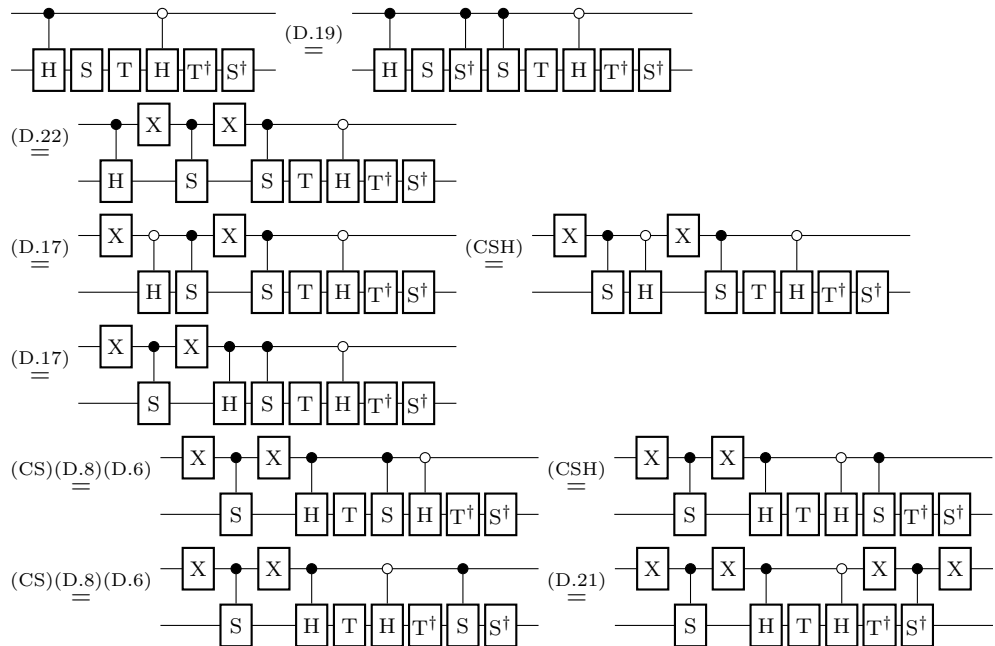 (D.19)
=
H S T H T† S† H S S† S T H T† S†
(D.22)
=
X X
H S S T H T† S†
(D.17) (CSH)
= =
X X X X
H S S T H T† S† S H S T H T† S†
(D.17)
=
X X
S H S T H T† S†
(CS)(D.8)(D.6) (CSH)
= =
X X X X
S H T S H T† S† S H T H S T† S†
(CS)(D.8)(D.6) (D.21)
= =
X X X X X X
S H T H T† S S† S H T H T† S†